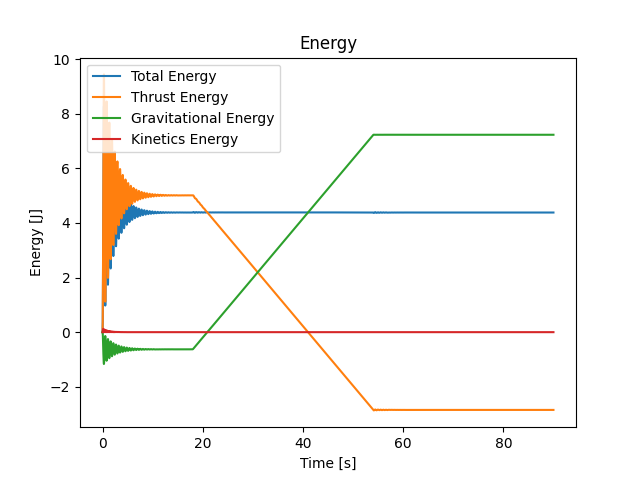 Energy
Total Energy
Thrust Energy
Gravitational Energy
Kinetics Energy
Energy [J]
10
8
6
4
2
0
−2
0 20 40 60 80
Time [s]